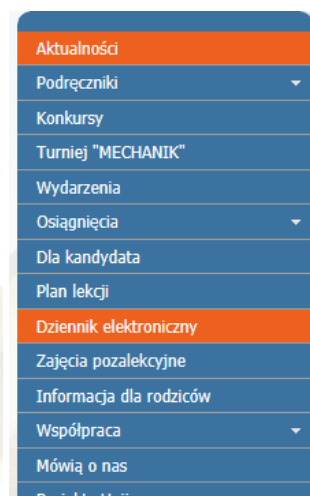 Aktualności
Podręczniki
Konkursy
Turniej "MECHANIK"
Wydarzenia
Osiągnięcia
Dla kandydata
Plan lekcji
Dziennik elektroniczny
Zajęcia pozalekcyjne
Informacja dla rodziców
Współpraca
Mówią o nas